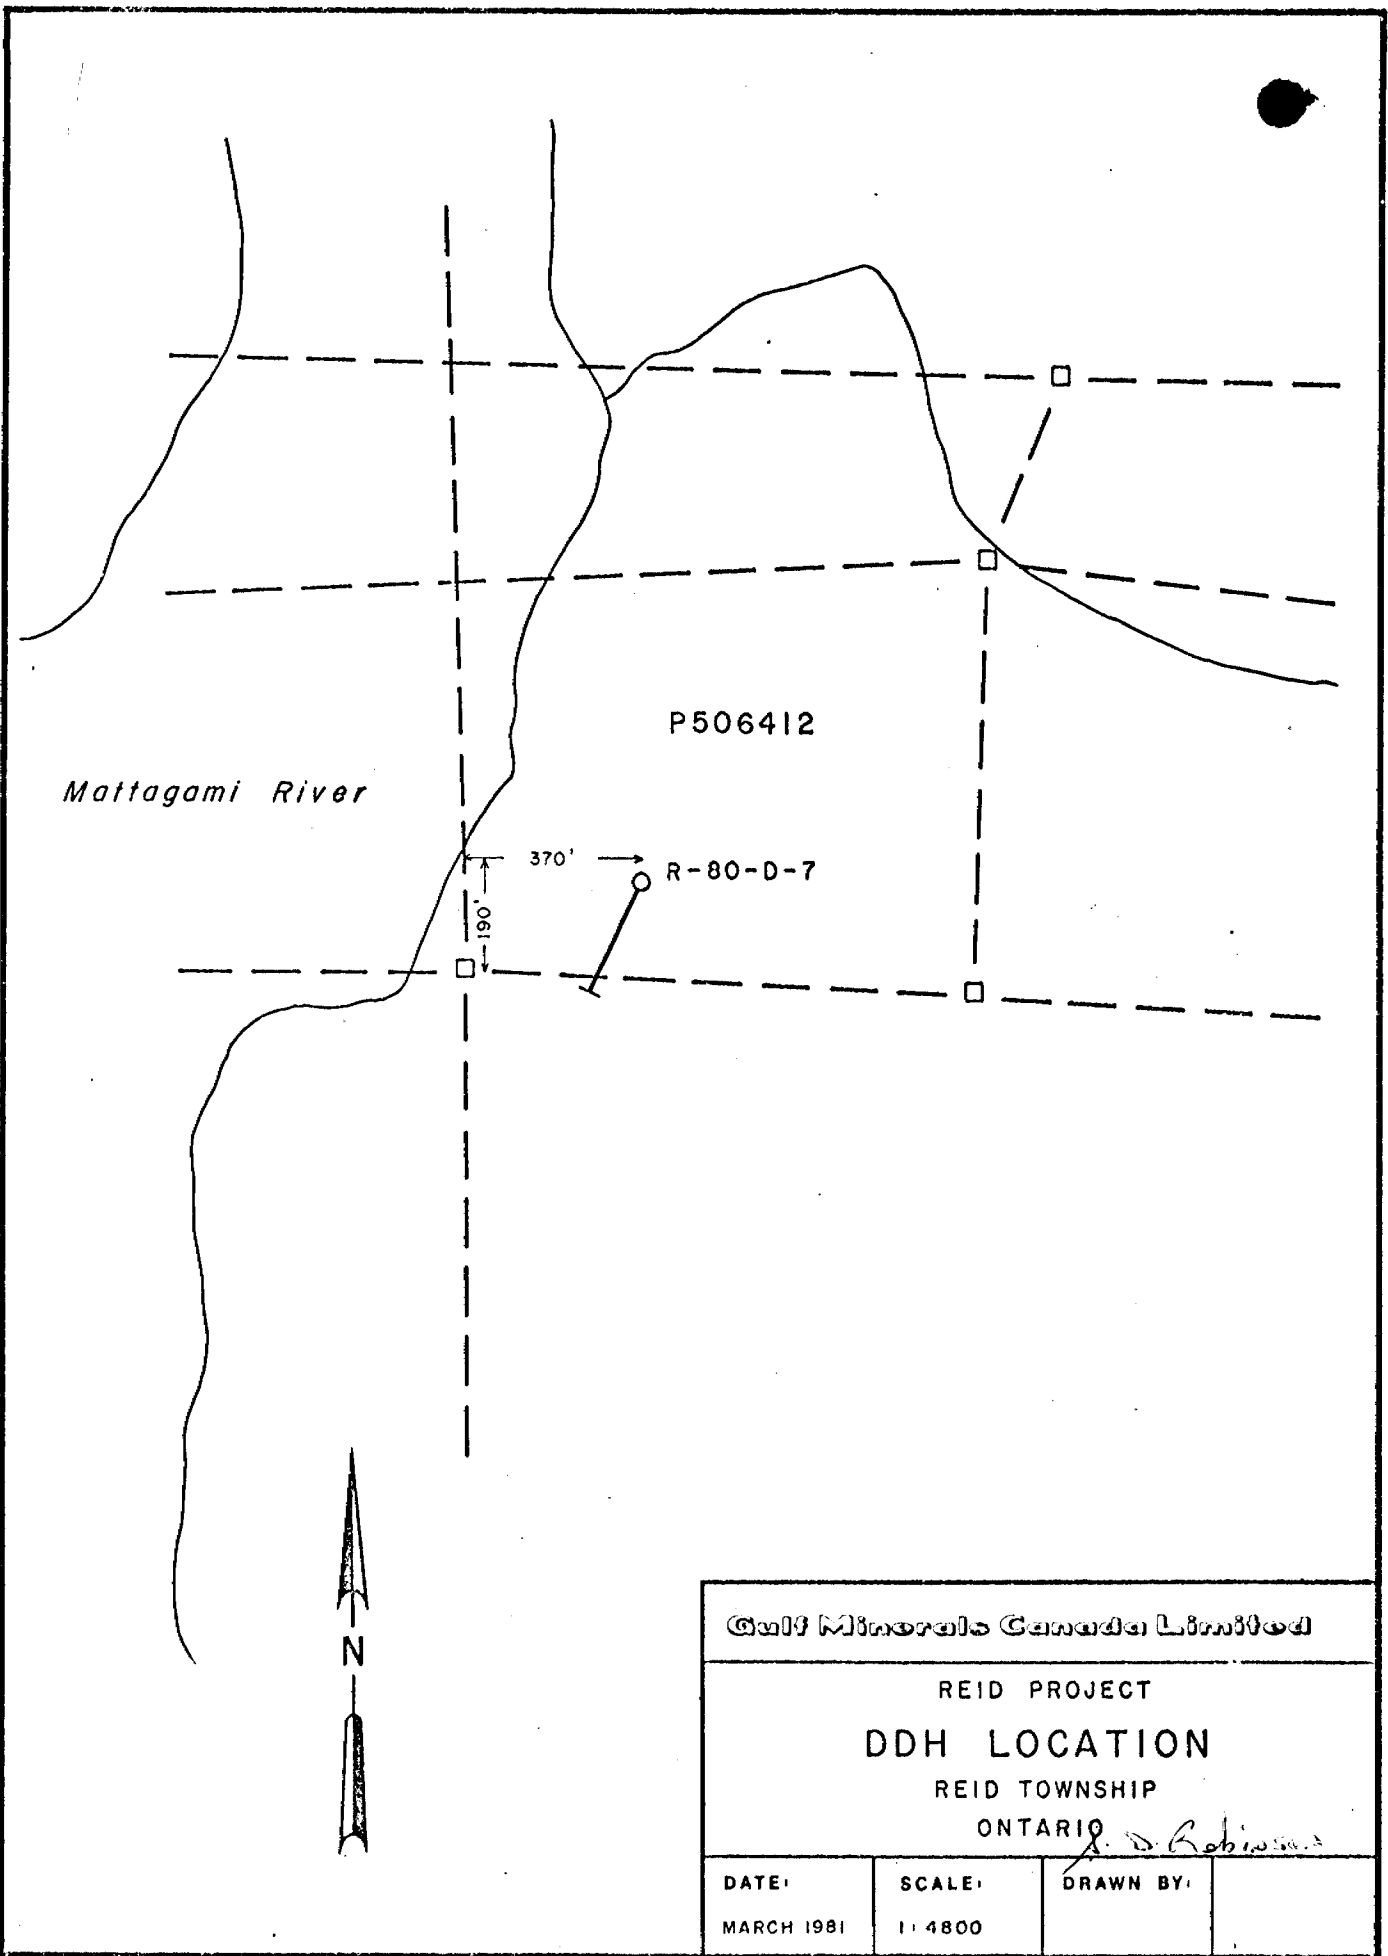 P506412
Mattagami River
370'
R-80-D-7
190'
N
Gulf Minerals Canada Limited
REID PROJECT
DDH LOCATION
REID TOWNSHIP
ONTARIO
DATE:
MARCH 1981
SCALE:
1:4800
DRAWN BY: